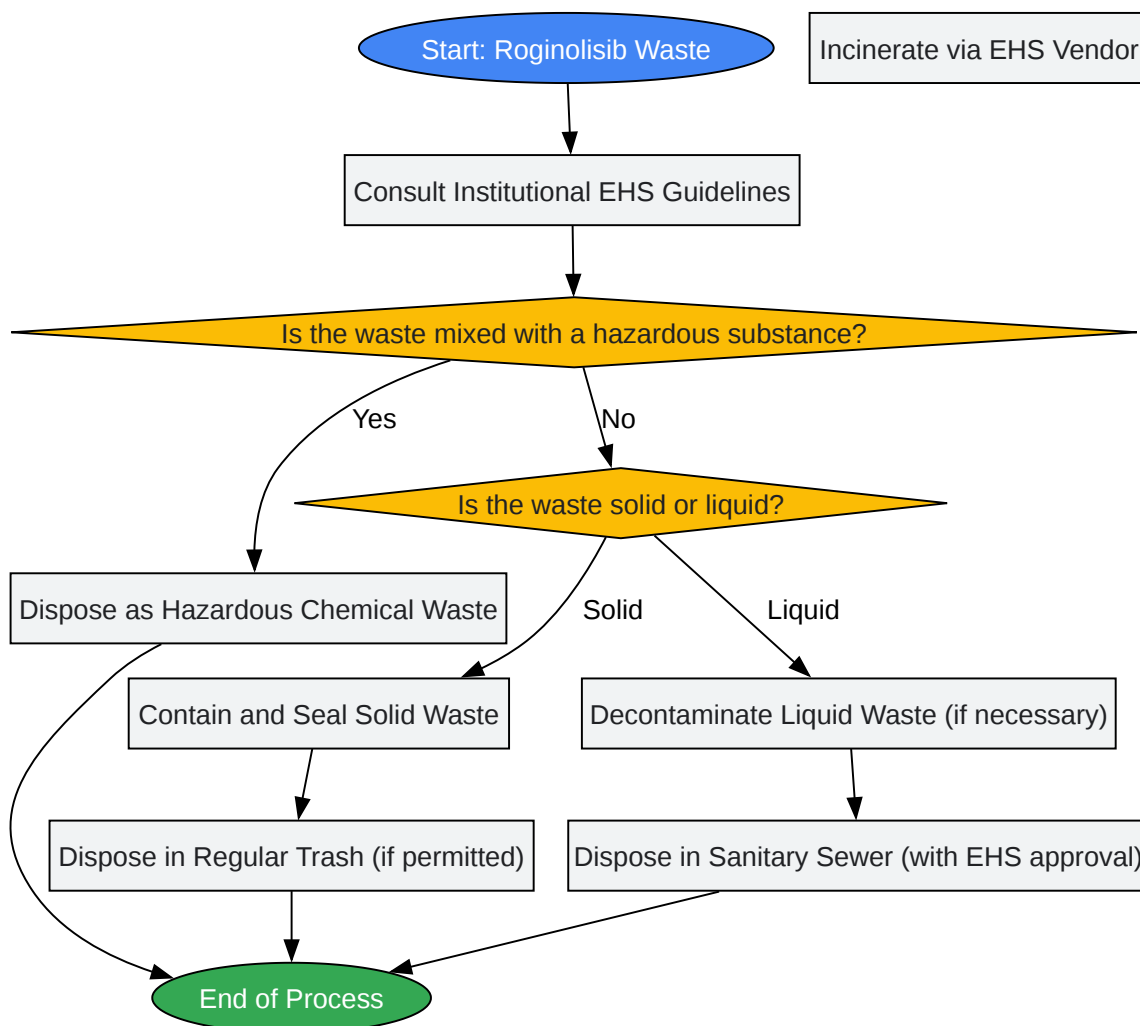 Start: Roginolisib Waste
Incinerate via EHS Vendor
Consult Institutional EHS Guidelines
Is the waste mixed with a hazardous substance?
Yes
No
Is the waste solid or liquid?
Dispose as Hazardous Chemical Waste
Solid
Liquid
Contain and Seal Solid Waste
Decontaminate Liquid Waste (if necessary)
Dispose in Regular Trash (if permitted)
Dispose in Sanitary Sewer (with EHS approval)
End of Process